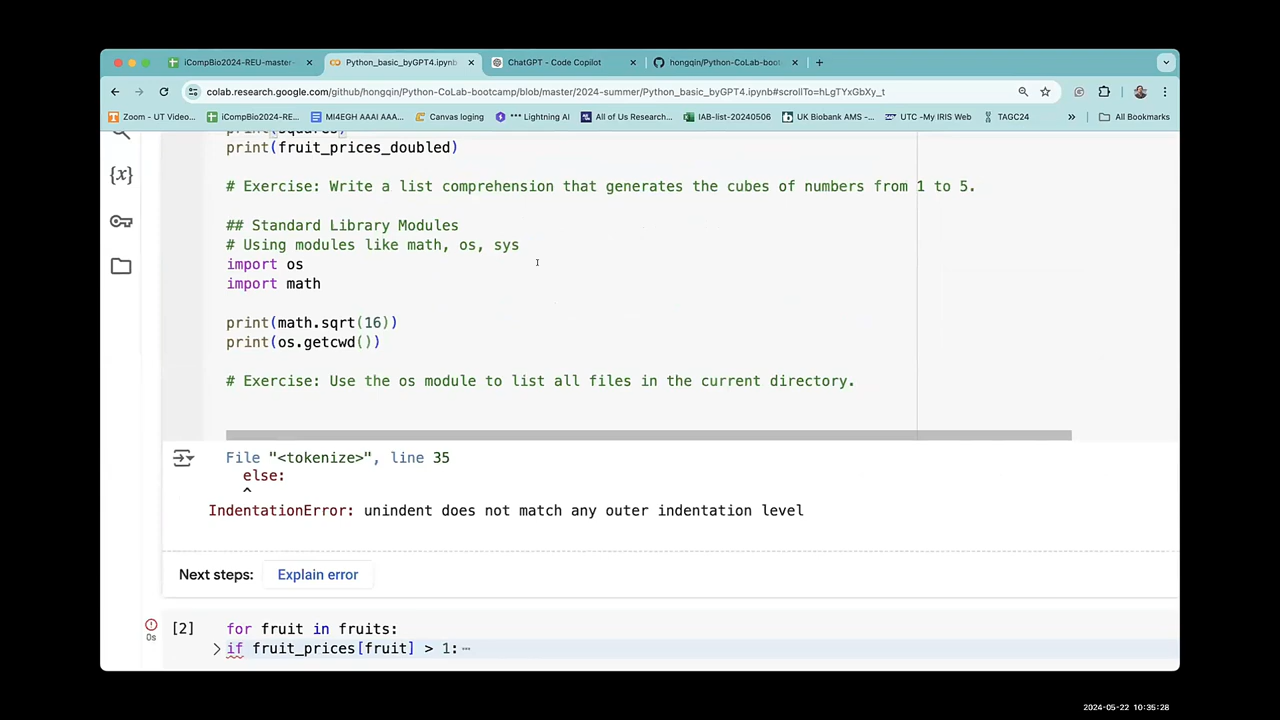 iCompBio2024-REU-master-
Python_basic_byGPT4.ipynb
ChatGPT - Code Copilot
hongqin/Python-CoLab-boot
colab.research.google.com/github/hongqin/Python-CoLab-bootcamp/blob/master/2024-summer/Python_basic_byGPT4.ipynb#scrollTo=hLgTYxGbXy_t
Zoom - UT Video...
iCompBio2024-RE...
MI4EGH AAAI AAA...
Canvas loging
*** Lightning AI
All of Us Research...
IAB-list-20240506
UK Biobank AMS -...
UTC -My IRIS Web
TAGC24
»
All Bookmarks
print(squares)
print(fruit_prices_doubled)
# Exercise: Write a list comprehension that generates the cubes of numbers from 1 to 5.
## Standard Library Modules
# Using modules like math, os, sys
import os
import math
print(math.sqrt(16))
print(os.getcwd())
# Exercise: Use the os module to list all files in the current directory.
File "<tokenize>", line 35
else:
^
IndentationError: unindent does not match any outer indentation level
Next steps: Explain error
[2] for fruit in fruits:
0s
if fruit_prices[fruit] > 1:
2024-05-22 10:35:28